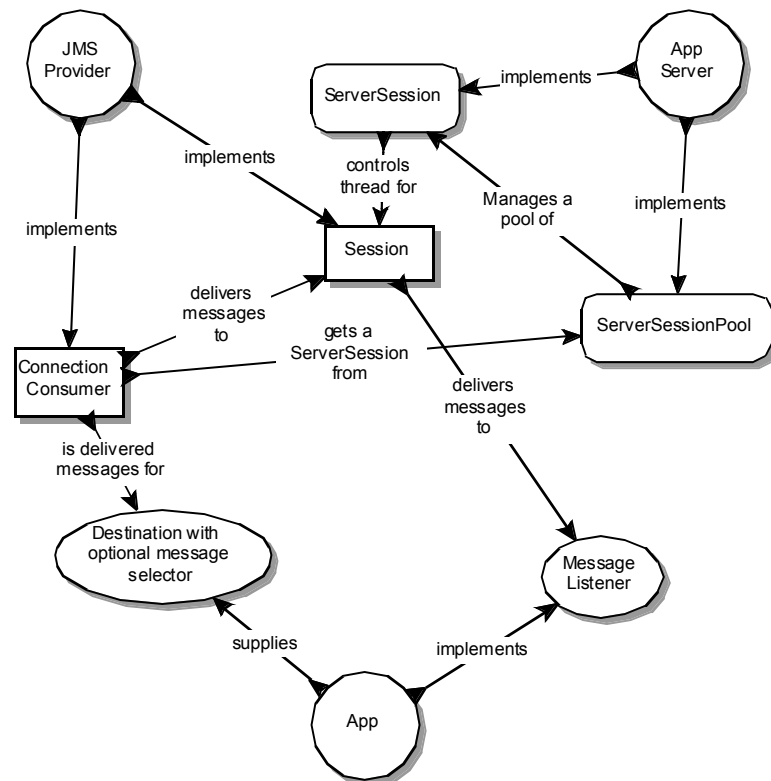 JMS
Provider
App
Server
implements
ServerSession
controls
thread for
implements
Manages a
pool of
implements
implements
Session
delivers
messages
to
gets a
ServerSession
from
ServerSessionPool
Connection
Consumer
delivers
messages
to
is delivered
messages for
Destination with
optional message
selector
Message
Listener
supplies
implements
App